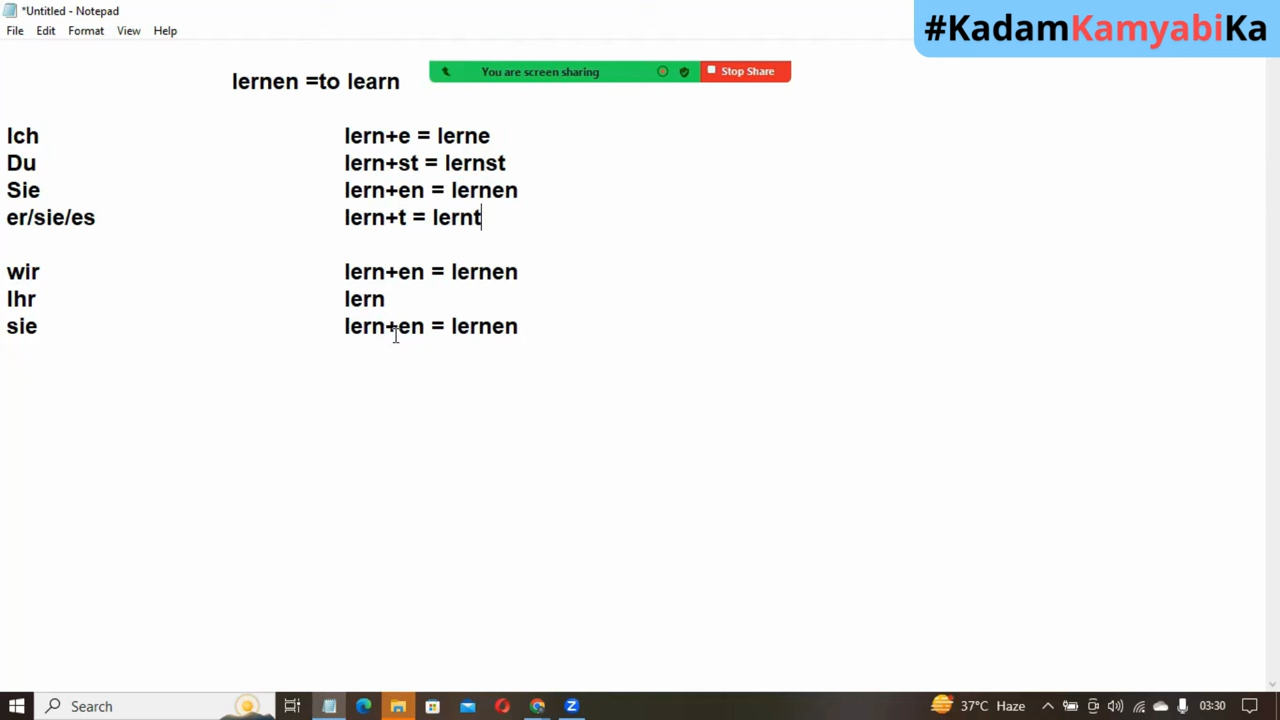 *Untitled - Notepad
#KadamKamyabiKa
File Edit Format View Help
You are screen sharing Stop Share
lernen =to learn
Ich lern+e = lerne
Du lern+st = lernst
Sie lern+en = lernen
er/sie/es lern+t = lernt
wir lern+en = lernen
Ihr lern
sie lern+en = lernen
Search 37°C Haze 03:30